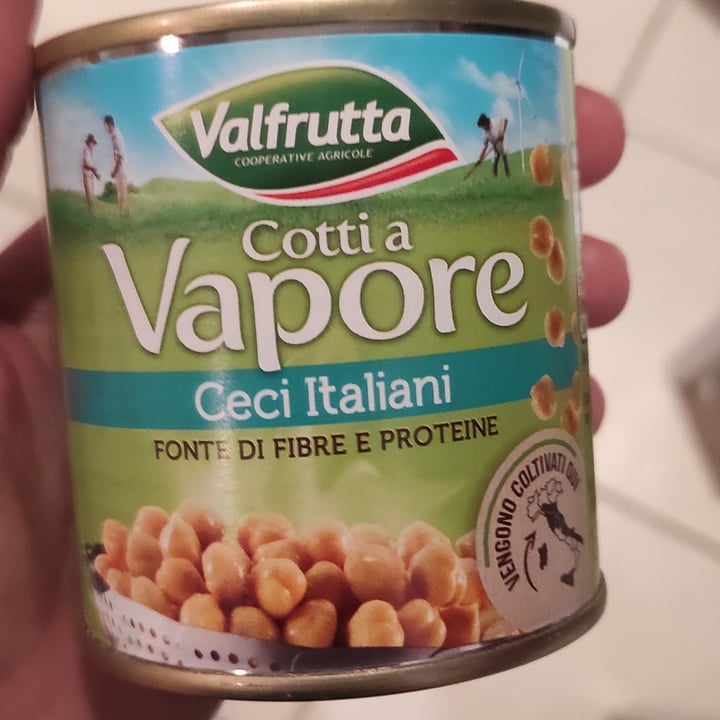 Valfrutta
COOPERATIVE AGRICOLE
Cotti a
Vapore
Ceci Italiani
FONTE DI FIBRE E PROTEINE
VENGONO COLTIVATI QUI